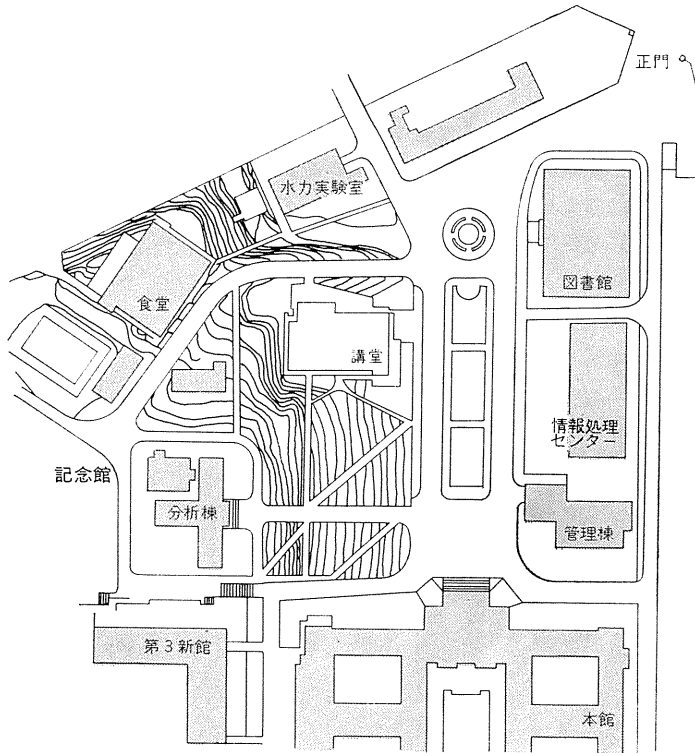 正門
水力実験室
図書館
食堂
講堂
情報処理
センター
記念館
分析棟
管理棟
第3新館
本館